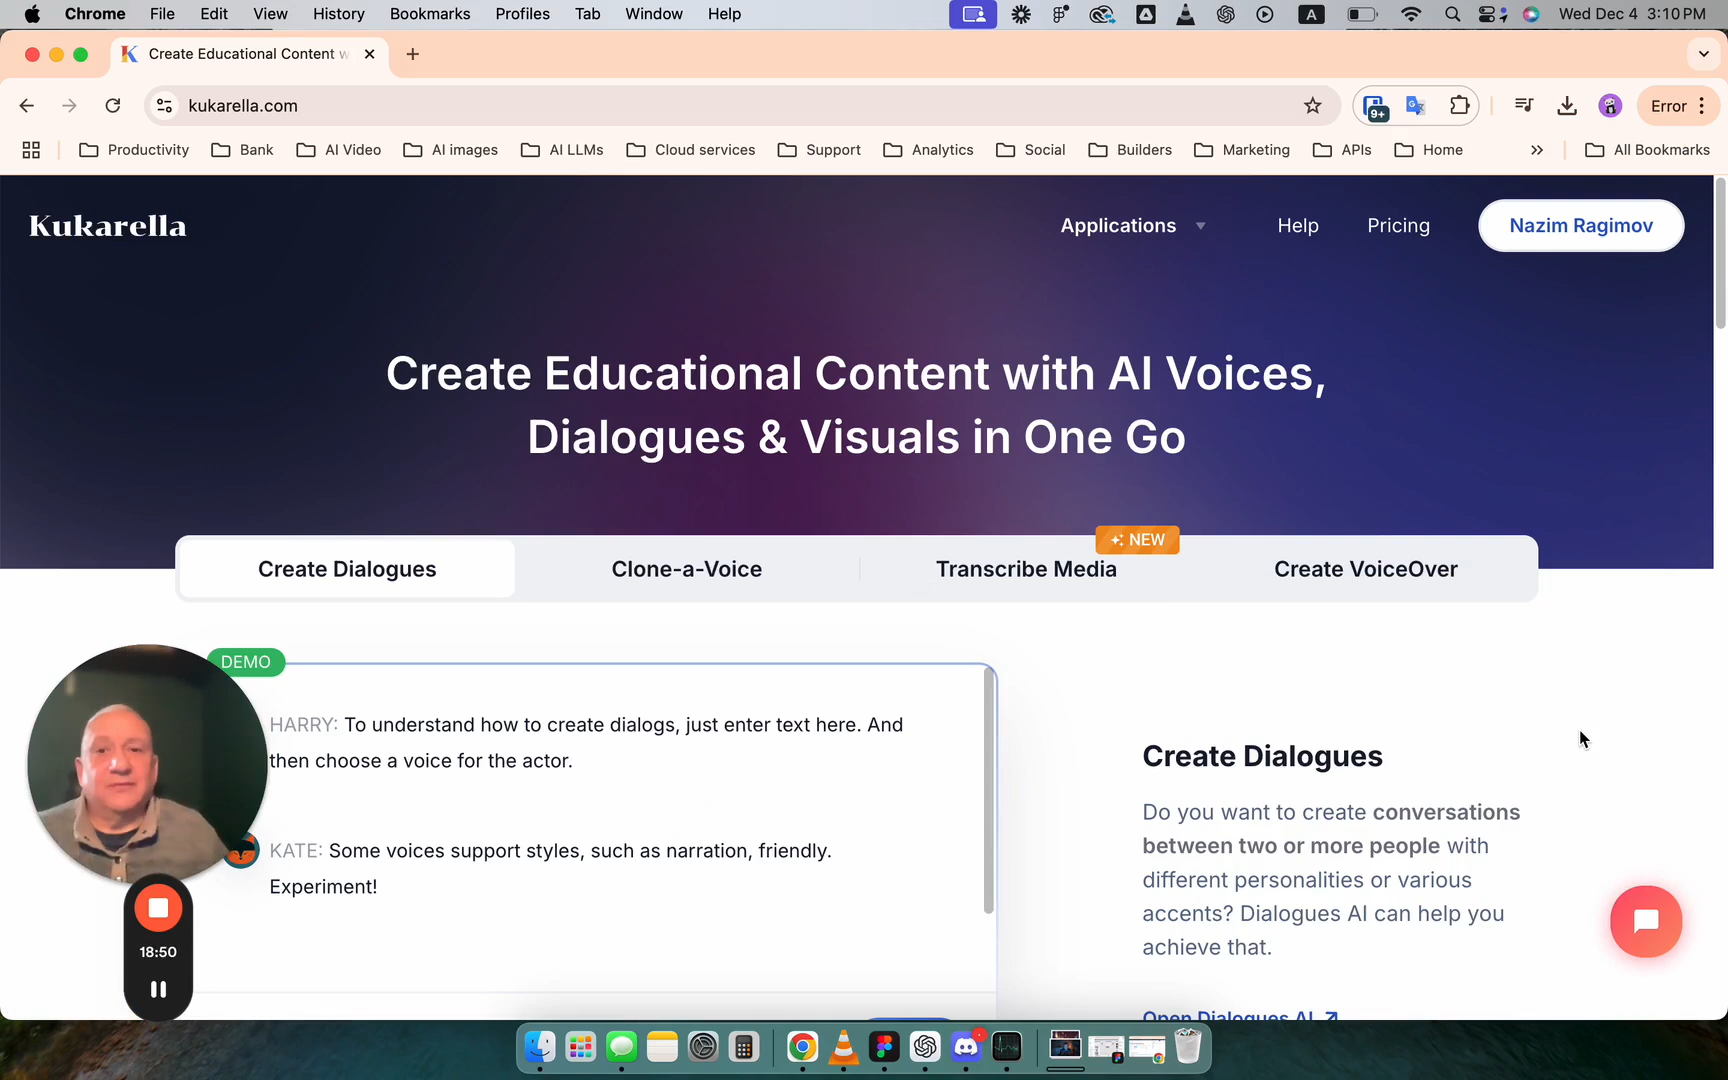 Chrome File Edit View History Bookmarks Profiles Tab Window Help A Wed Dec 4 3:10 PM
Create Educational Content w
kukarella.com 9+ Error
Productivity Bank AI Video AI images AI LLMs Cloud services Support Analytics Social Builders Marketing APIs Home All Bookmarks
Kukarella Applications Help Pricing Nazim Ragimov
Create Educational Content with AI Voices,
Dialogues & Visuals in One Go
NEW
Create Dialogues Clone-a-Voice Transcribe Media Create VoiceOver
DEMO
HARRY: To understand how to create dialogs, just enter text here. And
then choose a voice for the actor.
KATE: Some voices support styles, such as narration, friendly.
Experiment!
Create Dialogues
Do you want to create conversations
between two or more people with
different personalities or various
accents? Dialogues AI can help you
achieve that.
Open Dialogues AI
18:50